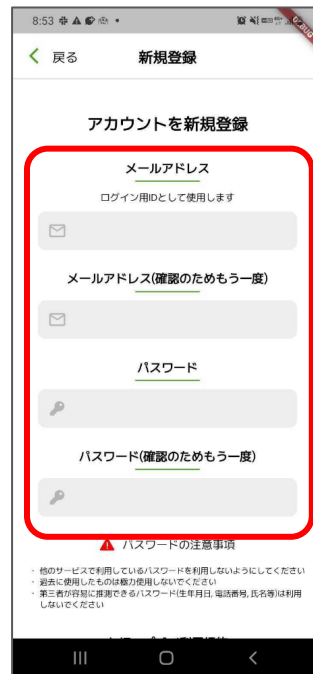 8:53
戻る
新規登録
アカウントを新規登録
メールアドレス
ログイン用IDとして使用します
メールアドレス(確認のためもう一度)
パスワード
パスワード(確認のためもう一度)
パスワードの注意事項
・他のサービスで利用しているパスワードを利用しないようにしてください
・過去に使用したものは極力使用しないでください
・第三者が容易に推測できるパスワード(生年月日, 電話番号, 氏名等)は利用
しないでください